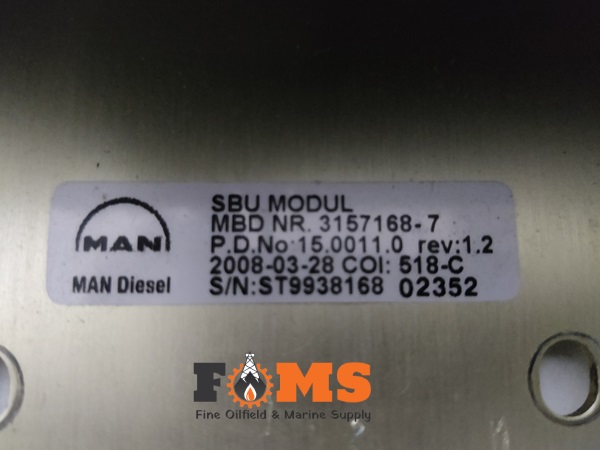 MAN
MAN Diesel
SBU MODUL
MBD NR. 3157168-7
P.D.No:15.0011.0 rev:1.2
2008-03-28 COI: 518-C
S/N:ST9938168 02352
FOMS
Fine Oilfield & Marine Supply